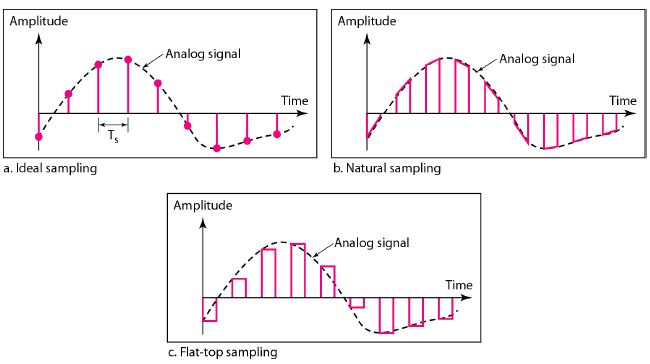 Amplitude
Analog signal
Time
Ts
a. Ideal sampling
Amplitude
Analog signal
Time
b. Natural sampling
Amplitude
Analog signal
Time
c. Flat-top sampling